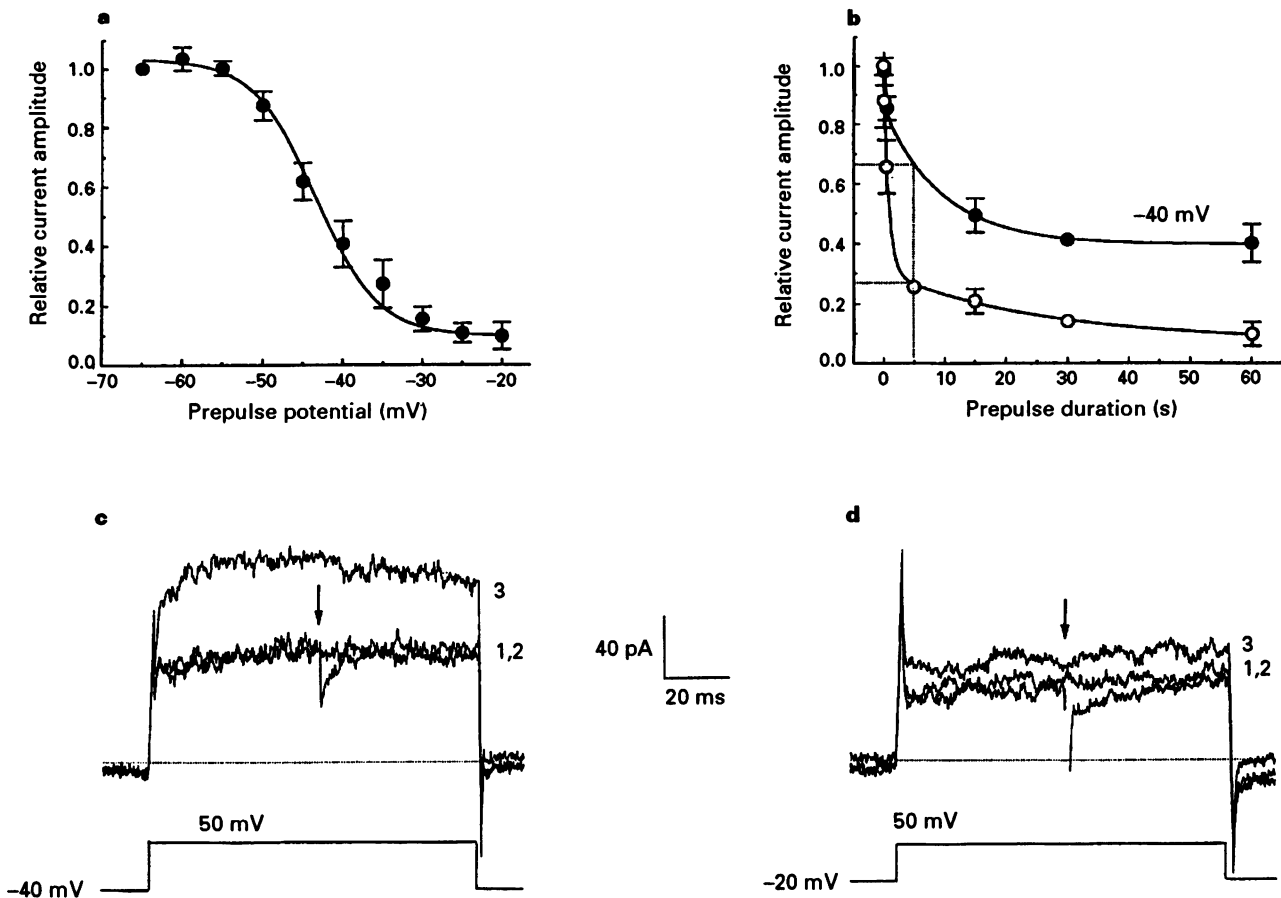 a
Relative current amplitude
1.0
0.8
0.6
0.4
0.2
0.0
−70 −60 −50 −40 −30 −20
Prepulse potential (mV)
b
Relative current amplitude
1.0
0.8
0.6
0.4
0.2
0.0
−40 mV
0 10 20 30 40 50 60
Prepulse duration (s)
c
3
1,2
50 mV
−40 mV
40 pA
20 ms
d
3
1,2
50 mV
−20 mV